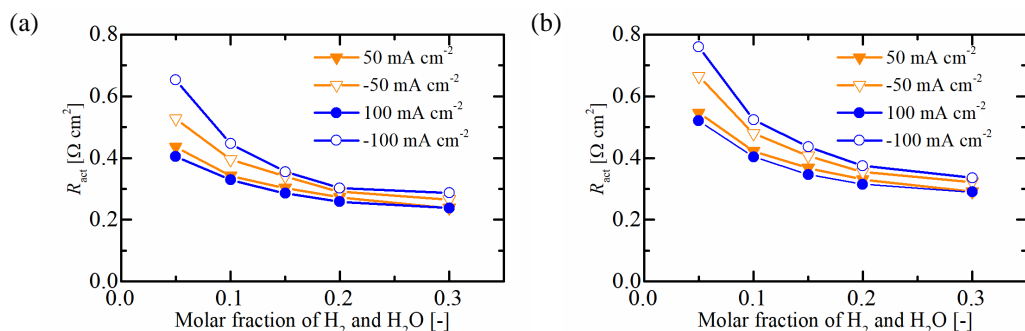 (a)
0.8
0.6
0.4
0.2
0.0
R_act [Ω cm²]
50 mA cm⁻²
-50 mA cm⁻²
100 mA cm⁻²
-100 mA cm⁻²
0.0 0.1 0.2 0.3
Molar fraction of H₂ and H₂O [-]
(b)
0.8
0.6
0.4
0.2
0.0
R_act [Ω cm²]
50 mA cm⁻²
-50 mA cm⁻²
100 mA cm⁻²
-100 mA cm⁻²
0.0 0.1 0.2 0.3
Molar fraction of H₂ and H₂O [-]